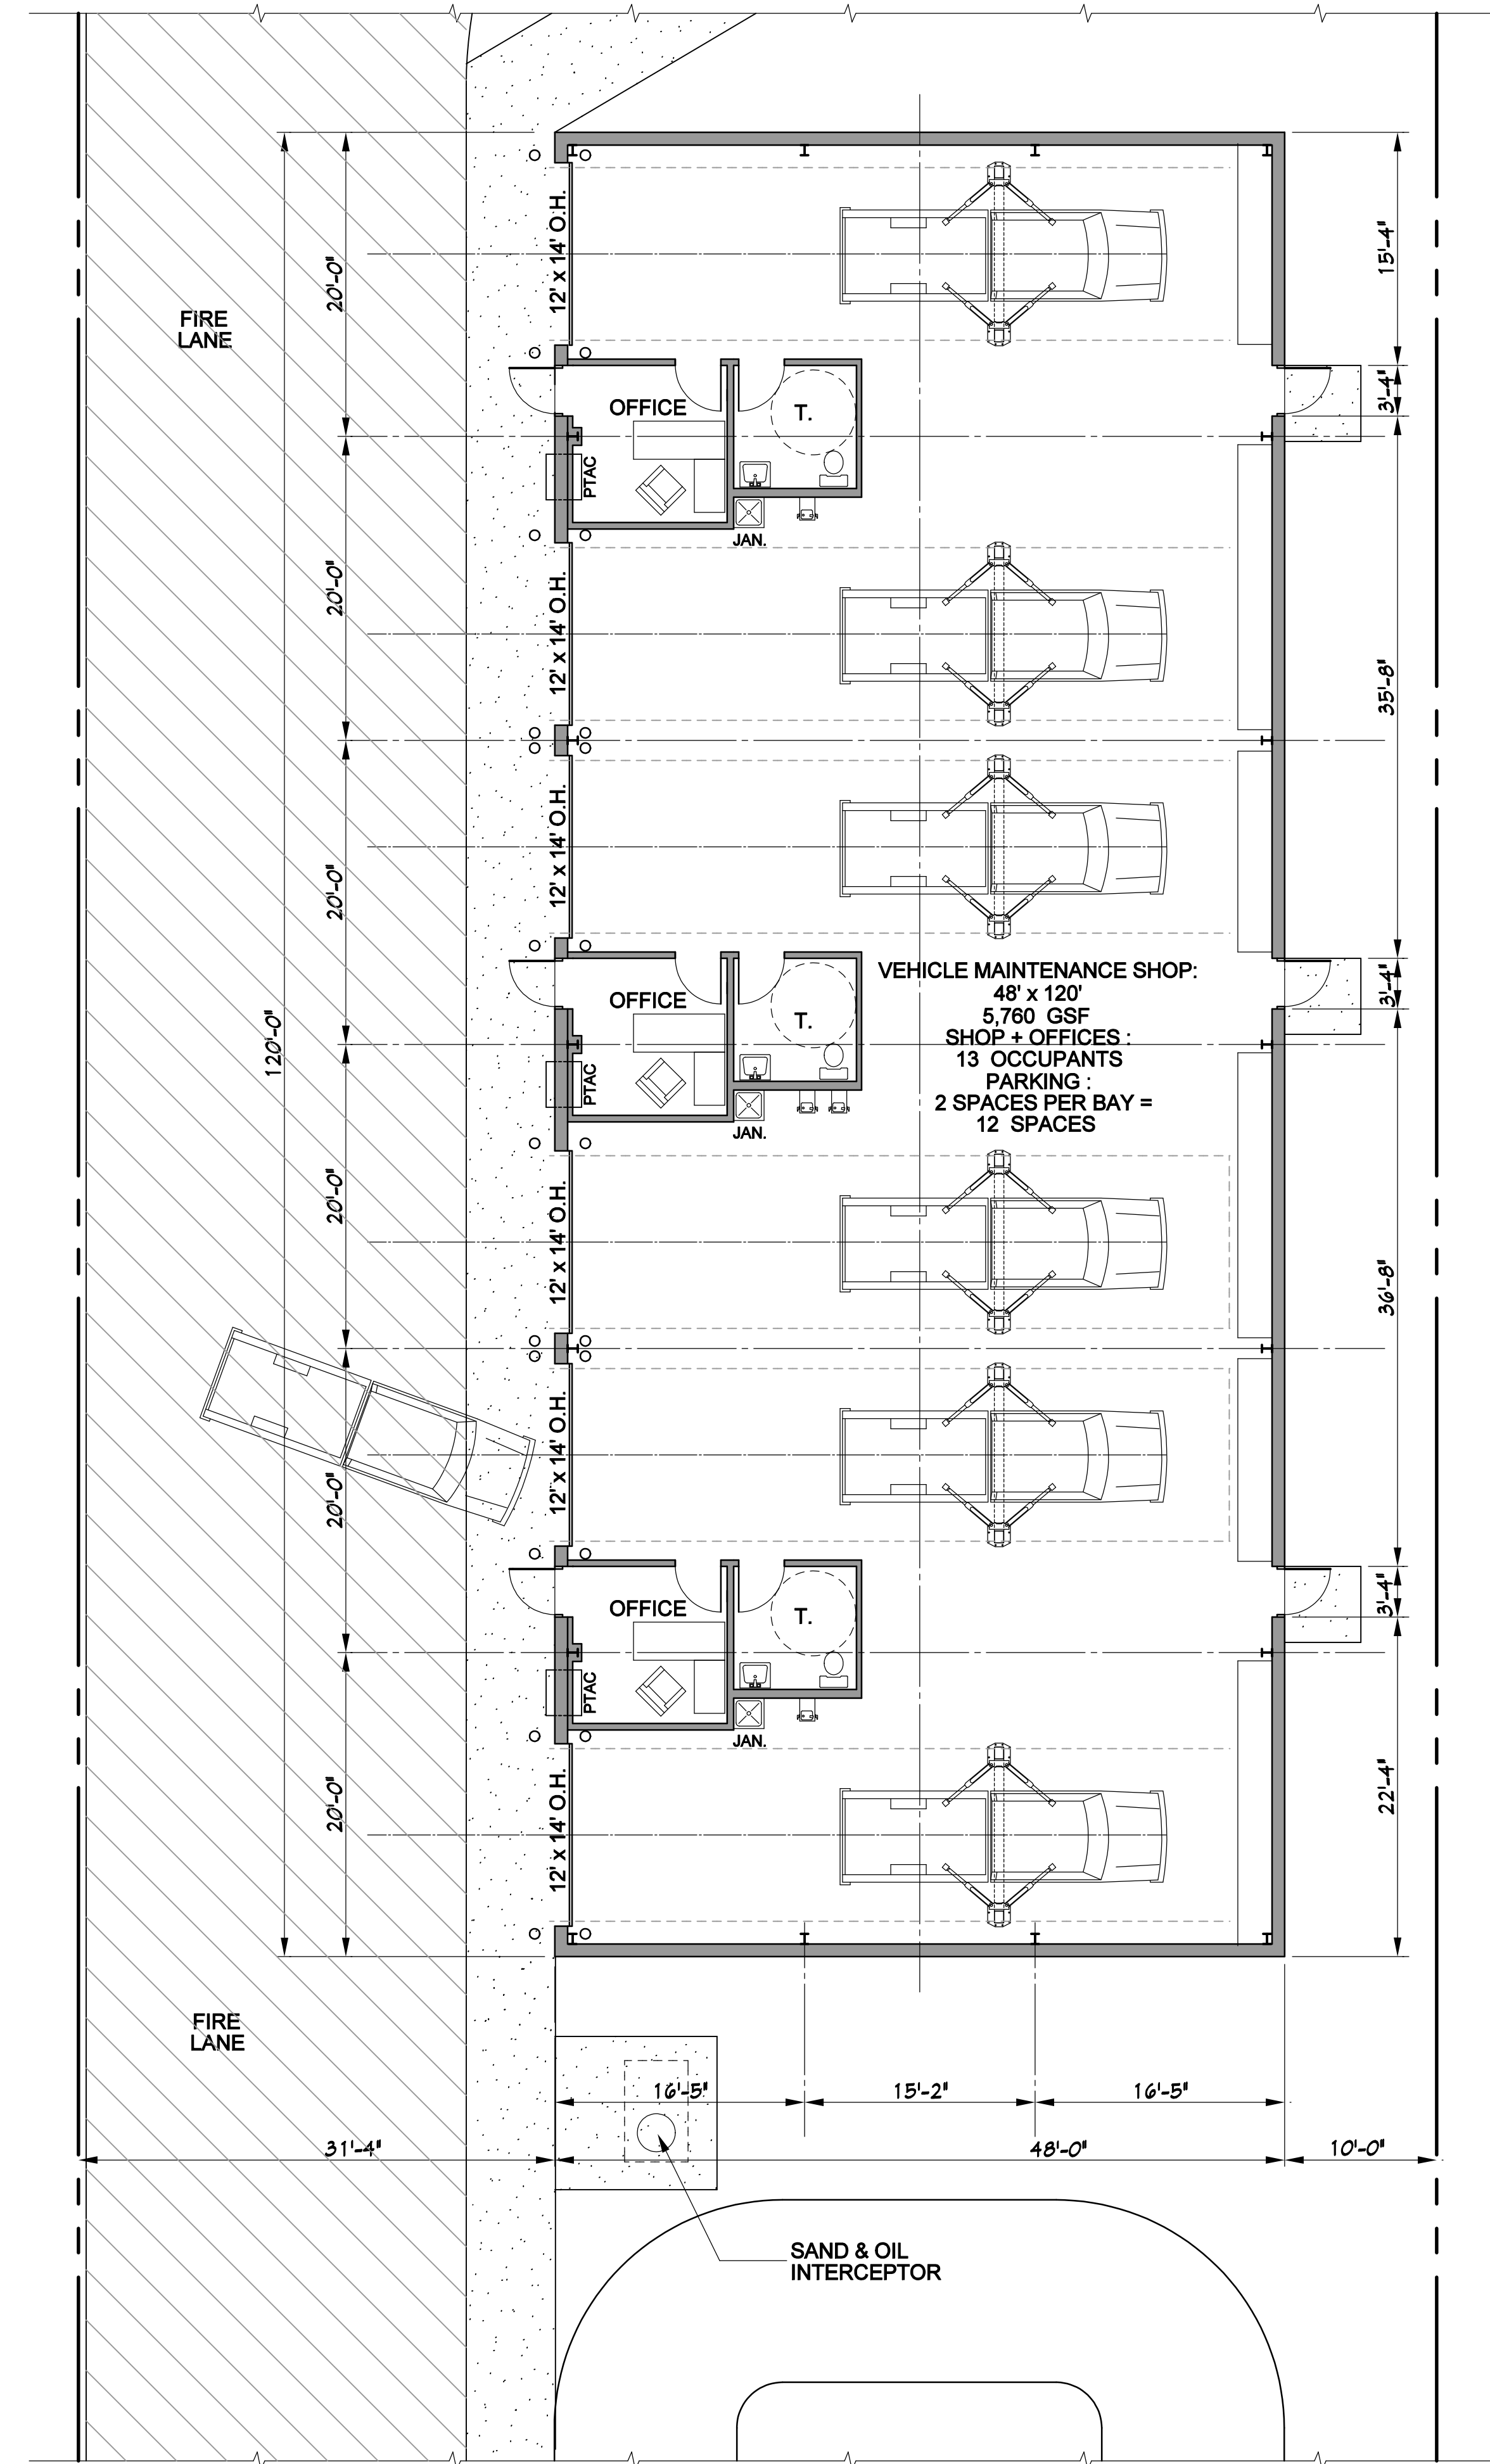 12' x 14' O.H.
15'-4"
20'-0"
FIRE
LANE
3'-4"
OFFICE
T.
PTAC
JAN.
20'-0"
12' x 14' O.H.
35'-8"
12' x 14' O.H.
20'-0"
120'-0"
3'-4"
OFFICE
T.
PTAC
JAN.
VEHICLE MAINTENANCE SHOP:
48' x 120'
5,760 GSF
SHOP + OFFICES :
13 OCCUPANTS
PARKING :
2 SPACES PER BAY =
12 SPACES
20'-0"
12' x 14' O.H.
36'-8"
12' x 14' O.H.
20'-0"
3'-4"
OFFICE
T.
PTAC
JAN.
20'-0"
12' x 14' O.H.
22'-4"
FIRE
LANE
16'-5"
15'-2"
16'-5"
31'-4"
48'-0"
10'-0"
SAND & OIL
INTERCEPTOR